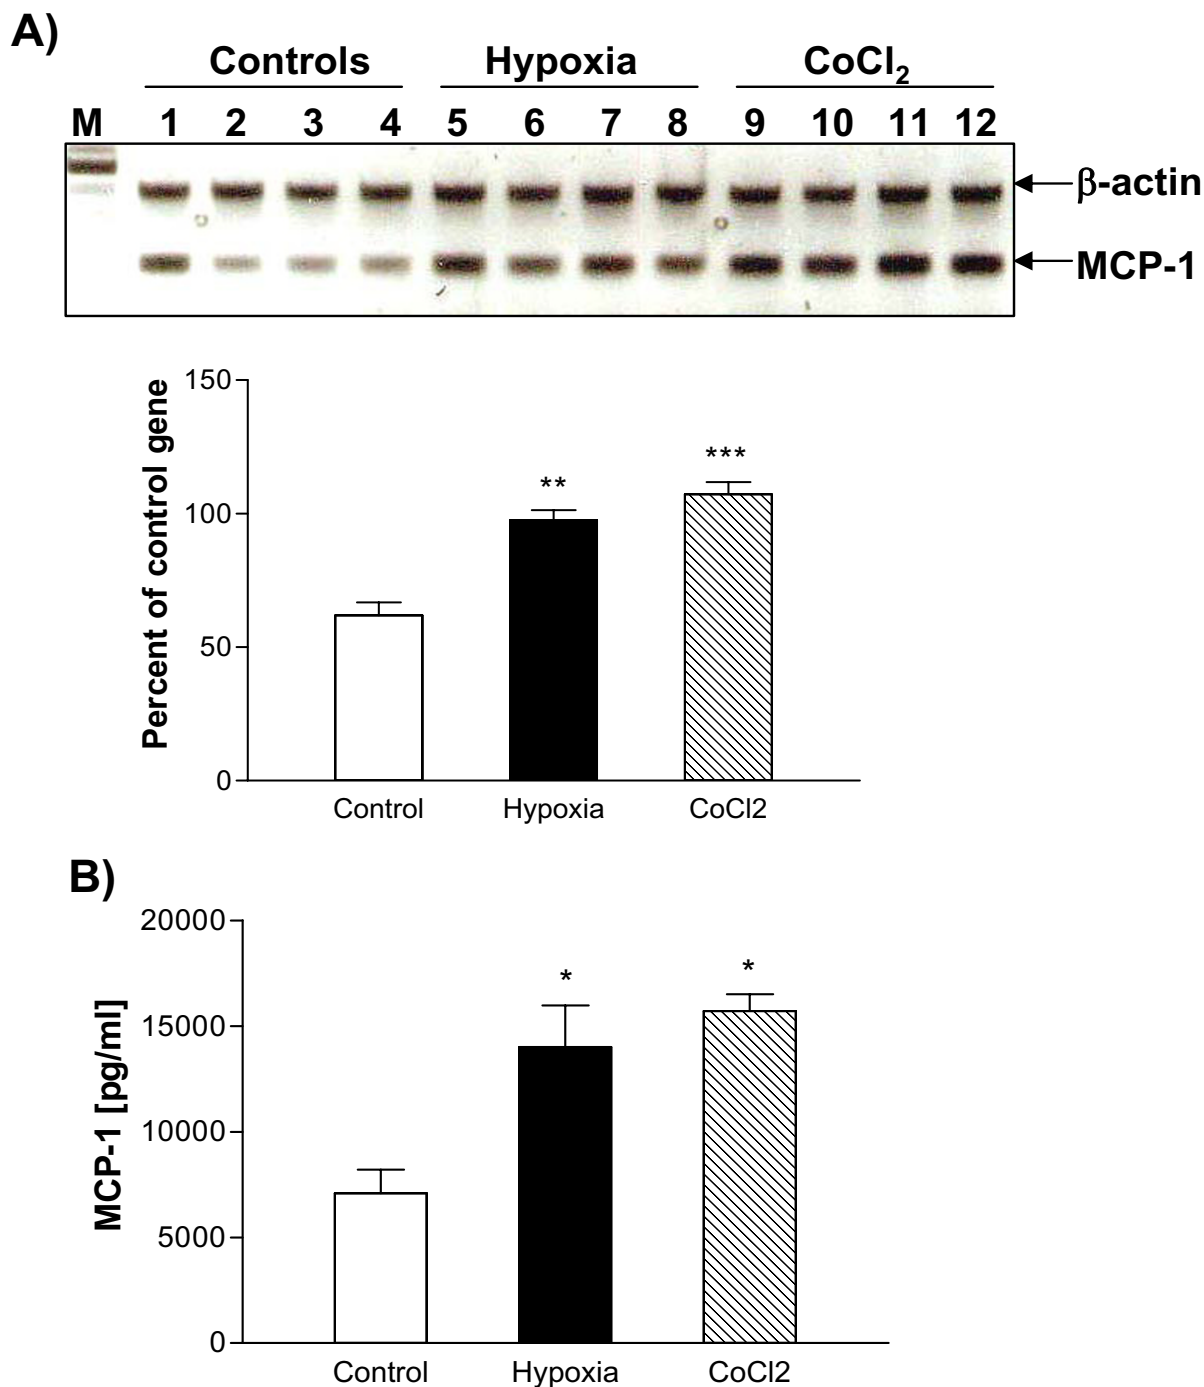 A)
Controls Hypoxia CoCl₂
M 1 2 3 4 5 6 7 8 9 10 11 12
β-actin
MCP-1
Percent of control gene
150
100
50
0
**
***
Control Hypoxia CoCl2
B)
MCP-1 [pg/ml]
20000
15000
10000
5000
0
*
*
Control Hypoxia CoCl2